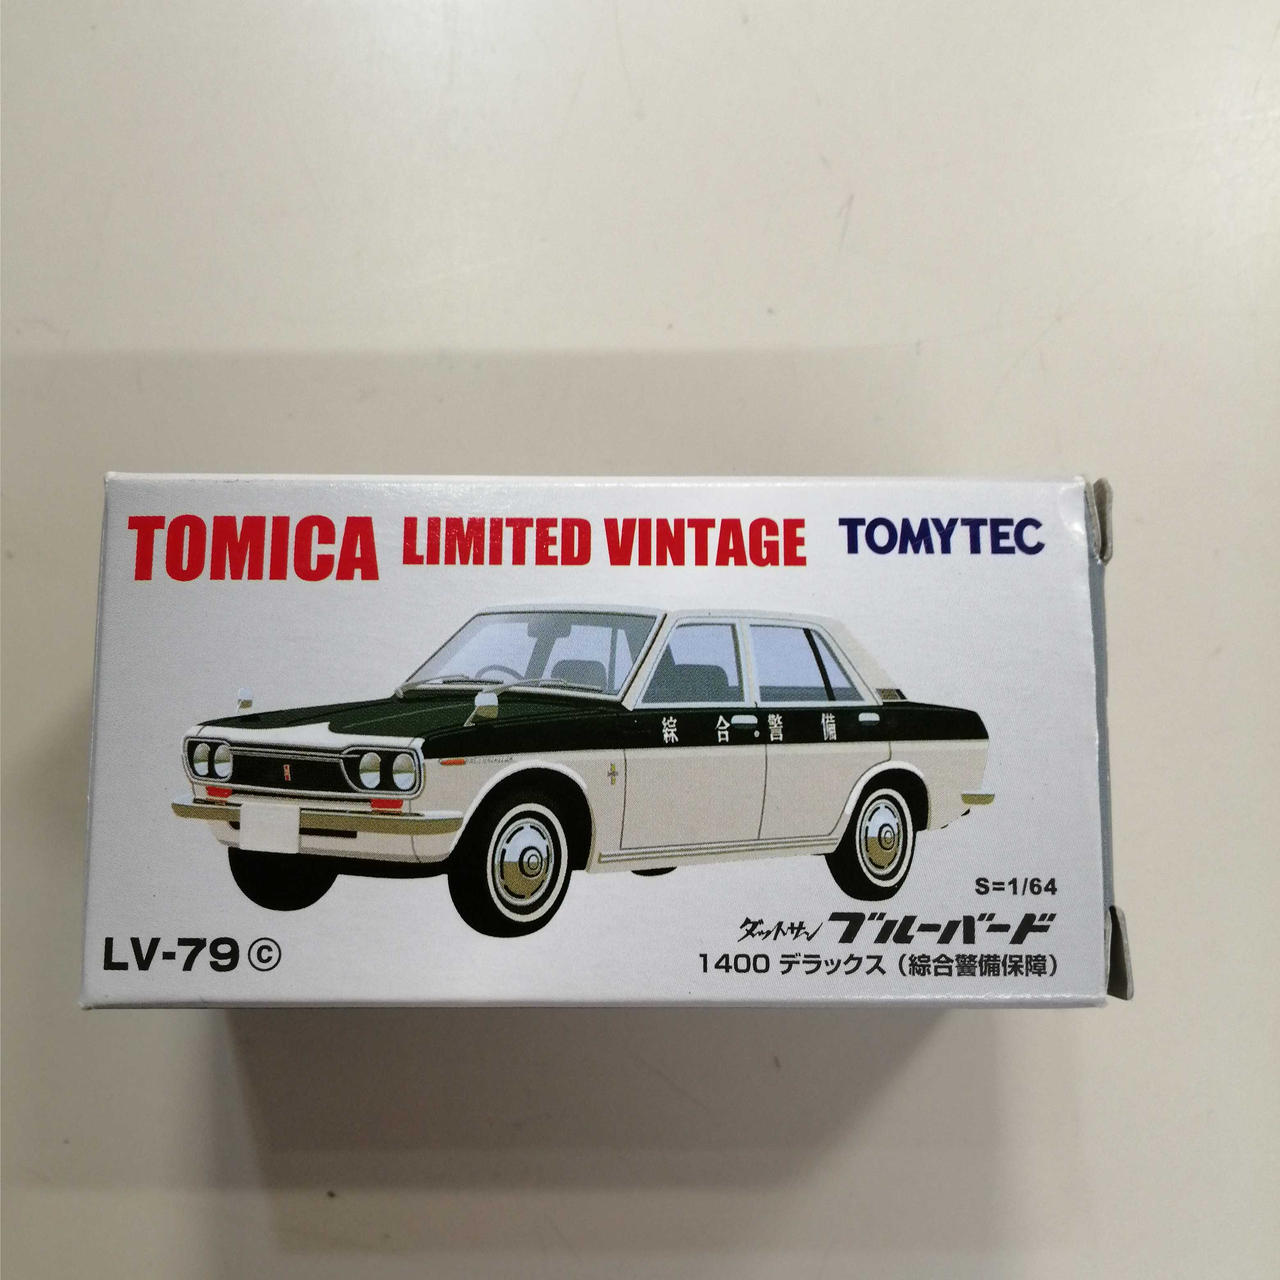 TOMICA LIMITED VINTAGE TOMYTEC
綜合・警備
S=1/64
LV-79 ⓒ
ダットサン ブルーバード
1400 デラックス（綜合警備保障）